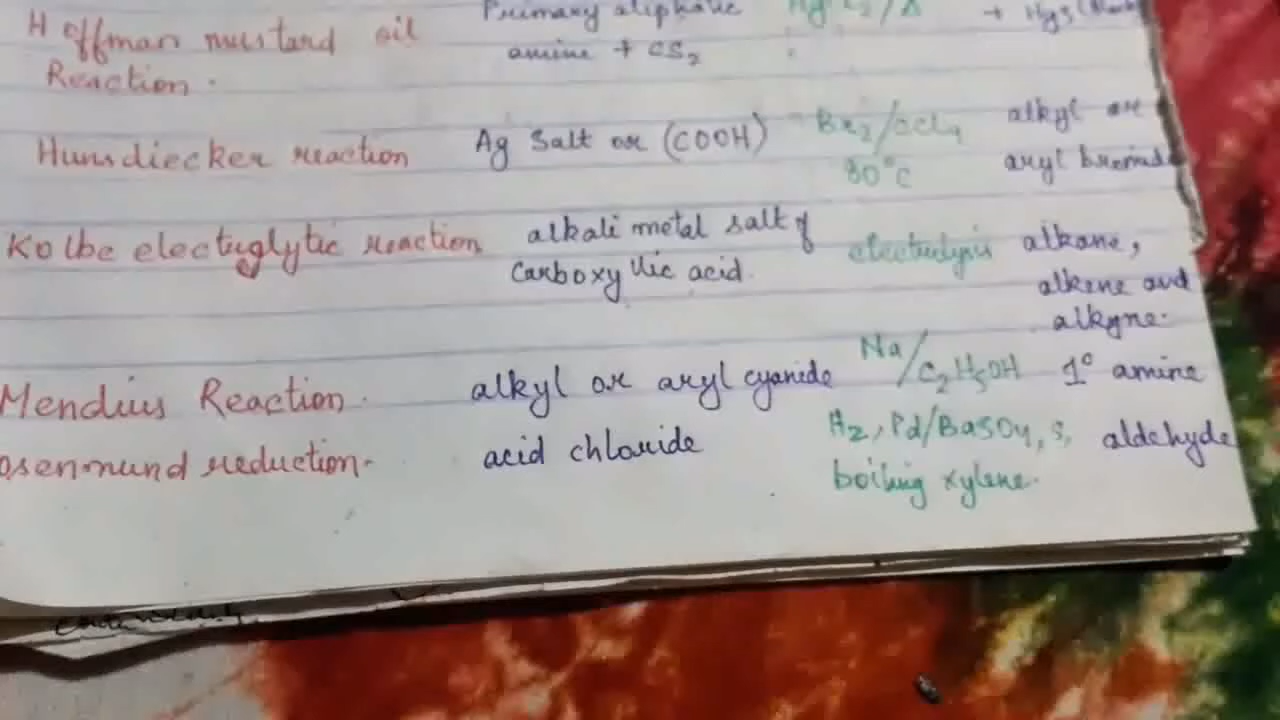 Hoffman mustard oil Primary aliphatic
Reaction. amine + CS₂
Hunsdiecker reaction Ag Salt or (COOH) Br₂/CCl₄ alkyl or
80°C aryl bromide
Kolbe electrglytic reaction alkali metal salt of electrolysis alkane,
Carboxylic acid. alkene and
alkyne.
Mendius Reaction. alkyl or aryl cyanide Na/C₂H₅OH 1° amine
osenmund reduction. acid chloride H₂, Pd/BaSO₄, S, aldehyde
boiling xylene.